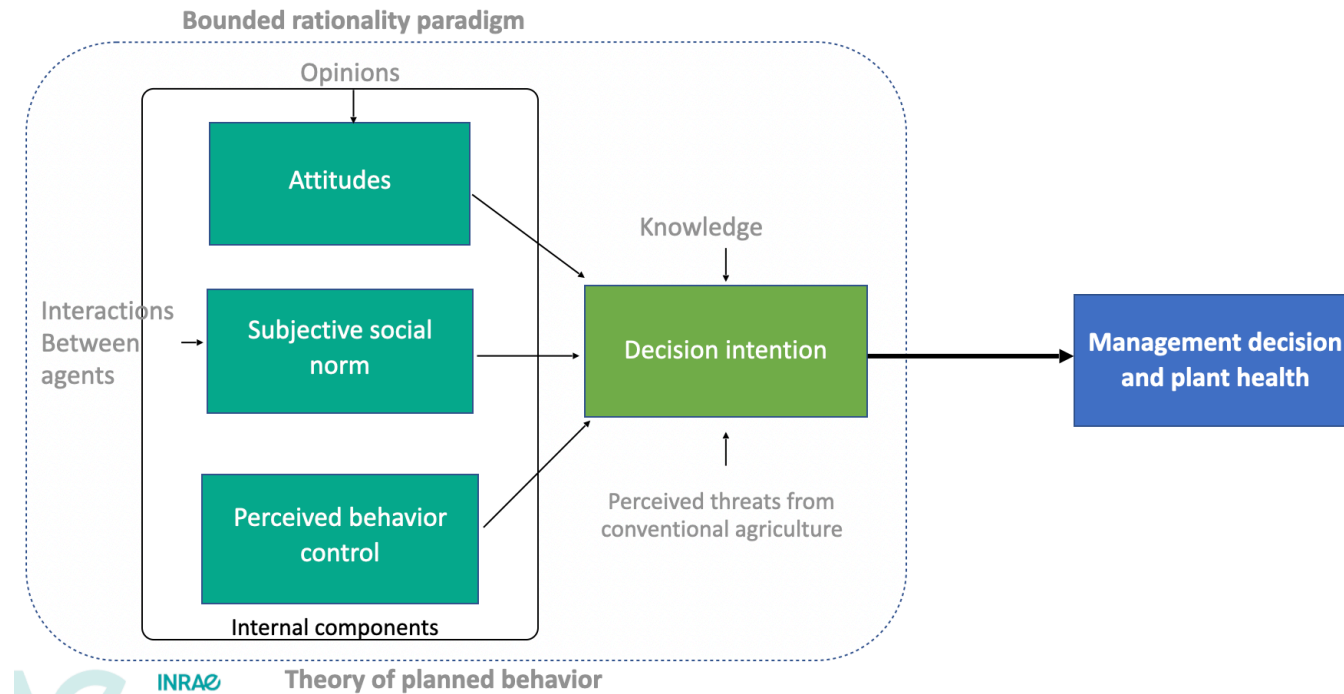 Bounded rationality paradigm
Opinions
Attitudes
Knowledge
Interactions
Between
agents
Subjective social
norm
Decision intention
Management decision
and plant health
Perceived behavior
control
Perceived threats from
conventional agriculture
Internal components
INRAE
Theory of planned behavior